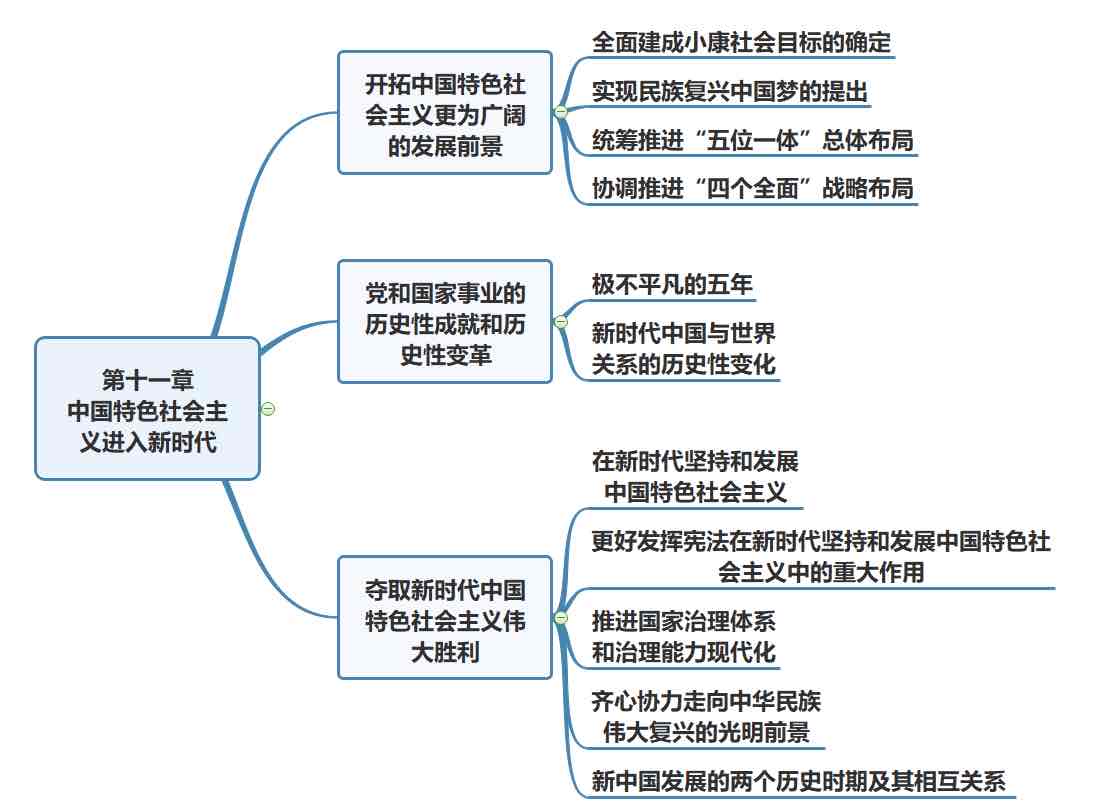 第十一章
中国特色社会主
义进入新时代
开拓中国特色社
会主义更为广阔
的发展前景
全面建成小康社会目标的确定
实现民族复兴中国梦的提出
统筹推进“五位一体”总体布局
协调推进“四个全面”战略布局
党和国家事业的
历史性成就和历
史性变革
极不平凡的五年
新时代中国与世界
关系的历史性变化
夺取新时代中国
特色社会主义伟
大胜利
在新时代坚持和发展
中国特色社会主义
更好发挥宪法在新时代坚持和发展中国特色社
会主义中的重大作用
推进国家治理体系
和治理能力现代化
齐心协力走向中华民族
伟大复兴的光明前景
新中国发展的两个历史时期及其相互关系